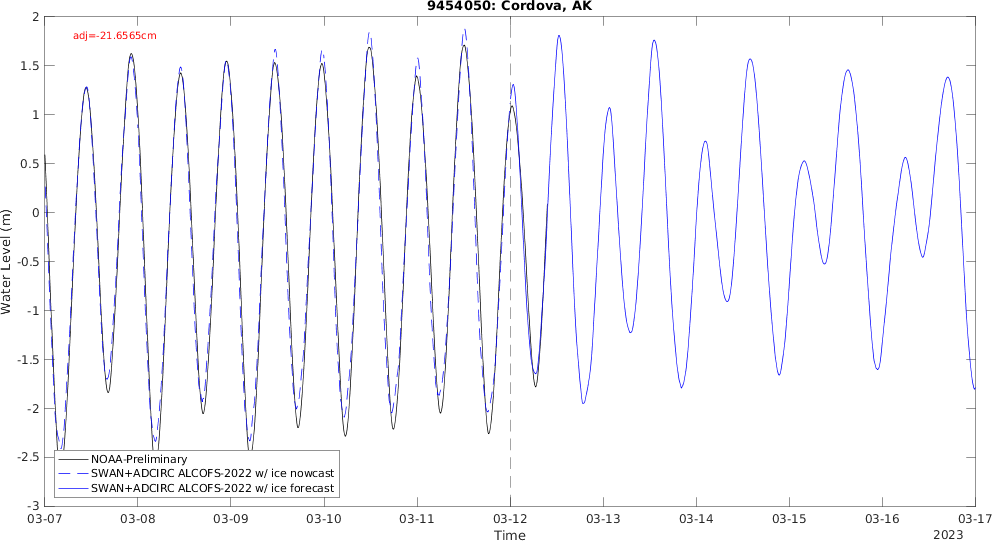 9454050: Cordova, AK
adj=-21.6565cm
2
1.5
1
0.5
0
-0.5
-1
-1.5
-2
-2.5
-3
Water Level (m)
NOAA-Preliminary
SWAN+ADCIRC ALCOFS-2022 w/ ice nowcast
SWAN+ADCIRC ALCOFS-2022 w/ ice forecast
03-07 03-08 03-09 03-10 03-11 03-12 03-13 03-14 03-15 03-16 03-17
Time
2023